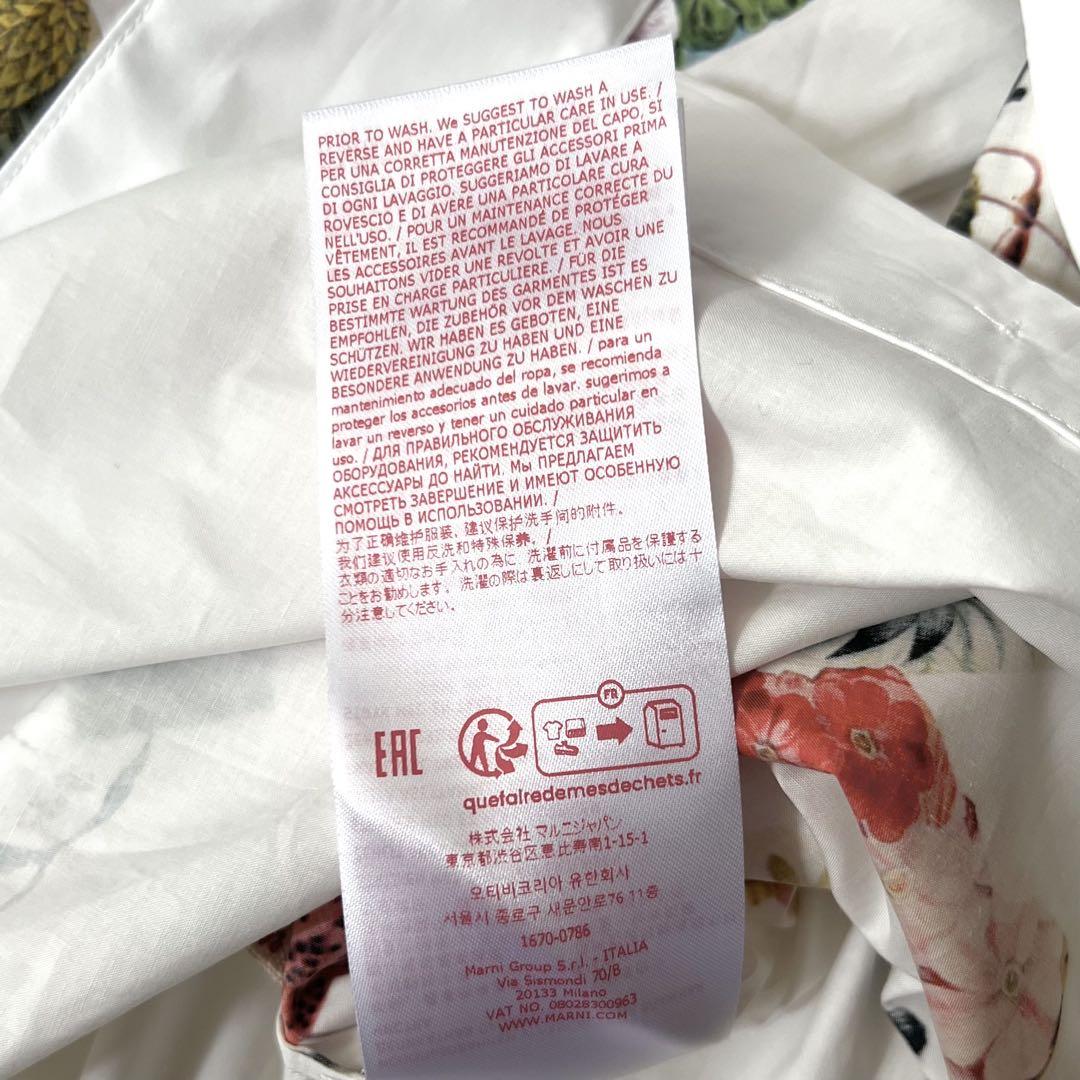 PRIOR TO WASH. We SUGGEST TO WASH A
REVERSE AND HAVE A PARTICULAR CARE IN USE. /
PER UNA CORRETTA MANUTENZIONE DEL CAPO, SI
CONSIGLIA DI PROTEGGERE GLI ACCESSORI PRIMA
DI OGNI LAVAGGIO. SUGGERIAMO DI LAVARE A
ROVESCIO E DI AVERE UNA PARTICOLARE CURA
NELL'USO. / POUR UN MAINTENANCE CORRECTE DU
VÊTEMENT, IL EST RECOMMANDÉ DE PROTÉGER
LES ACCESSOIRES AVANT LE LAVAGE. NOUS
SOUHAITONS VIDER UNE REVOLTE ET AVOIR UNE
PRISE EN CHARGE PARTICULIERE. / FÜR DIE
BESTIMMTE WARTUNG DES GARMENTES IST ES
EMPFOHLEN, DIE ZUBEHÖR VOR DEM WASCHEN ZU
SCHÜTZEN. WIR HABEN ES GEBOTEN, EINE
WIEDERVEREINIGUNG ZU HABEN UND EINE
BESONDERE ANWENDUNG ZU HABEN. / para un
mantenimiento adecuado del ropa, se recomienda
proteger los accesorios antes de lavar. sugerimos a
lavar un reverso y tener un cuidado particular en
uso. / ДЛЯ ПРАВИЛЬНОГО ОБСЛУЖИВАНИЯ
ОБОРУДОВАНИЯ, РЕКОМЕНДУЕТСЯ ЗАЩИТИТЬ
АКСЕССУАРЫ ДО НАЙТИ. Мы ПРЕДЛАГАЕМ
СМОТРЕТЬ ЗАВЕРШЕНИЕ И ИМЕЮТ ОСОБЕННУЮ
ПОМОЩЬ В ИСПОЛЬЗОВАНИИ. /
为了正确维护服装、建议保护洗手间的附件。
我们建议使用反洗和特殊保养。 /
衣類の適切なお手入れの為に、洗濯前に付属品を保護する
ことをお勧めします。洗濯の際は裏返しにして取り扱いには十
分注意してください。
FR
EAC
quefairedemesdechets.fr
株式会社 マルニジャパン
東京都渋谷区恵比寿南1-15-1
오티비코리아 유한회사
서울시 종로구 새문안로76 11층
1670-0786
Marni Group S.r.l. - ITALIA
Via Sismondi 70/B
20133 Milano
VAT NO. 08028300963
WWW.MARNI.COM